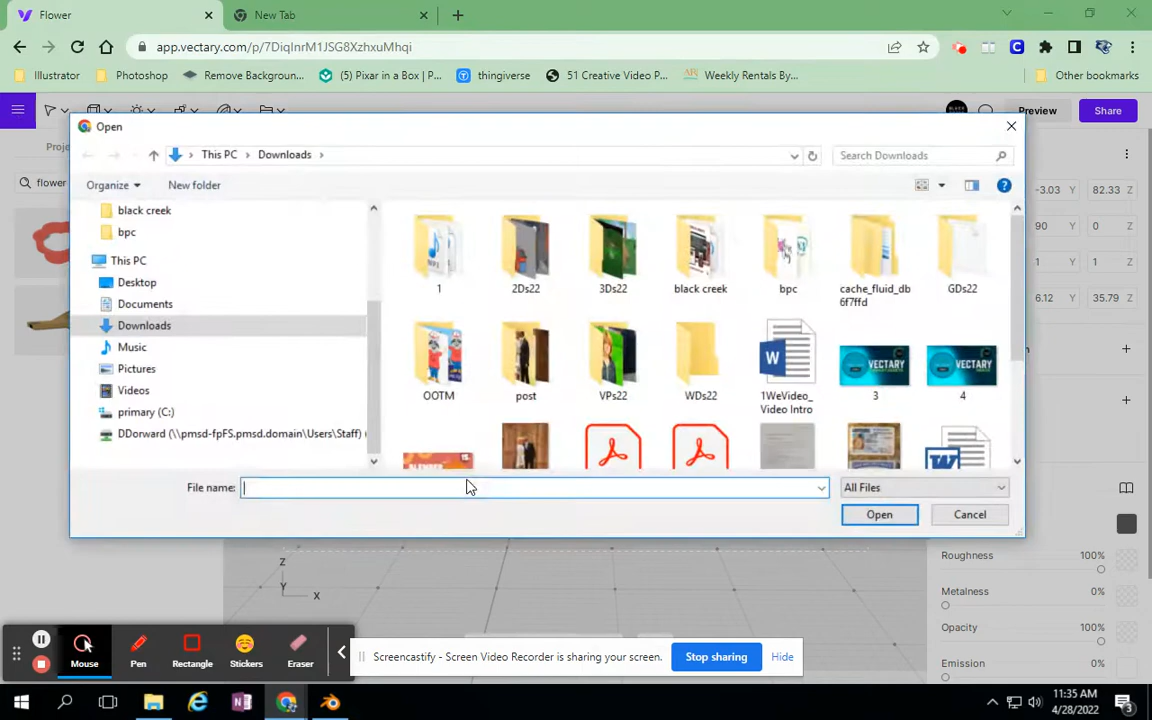 Flower
New Tab
app.vectary.com/p/7DiqInrM1JSG8XzhxuMhqi
Illustrator
Photoshop
Remove Backgroun...
(5) Pixar in a Box | P...
thingiverse
51 Creative Video P...
Weekly Rentals By...
Other bookmarks
Preview
Share
Open
This PC > Downloads >
Search Downloads
Organize
New folder
Proje
flower
black creek
bpc
This PC
Desktop
Documents
Downloads
Music
Pictures
Videos
primary (C:)
DDorward (\\pmsd-fpFS.pmsd.domain\Users\Staff) (
1
2Ds22
3Ds22
black creek
bpc
cache_fluid_db
6f7ffd
GDs22
OOTM
post
VPs22
WDs22
1WeVideo_
Video Intro
3
4
VECTARY
VECTARY
BLENDER
File name:
All Files
Open
Cancel
-3.03 Y 82.33 Z
90 Y 0 Z
1 Y 1 Z
6.12 Y 35.79 Z
Roughness 100%
Metalness 0%
Opacity 100%
Emission 0%
Z
Y
X
Mouse
Pen
Rectangle
Stickers
Eraser
Screencastify - Screen Video Recorder is sharing your screen.
Stop sharing
Hide
11:35 AM
4/28/2022
3